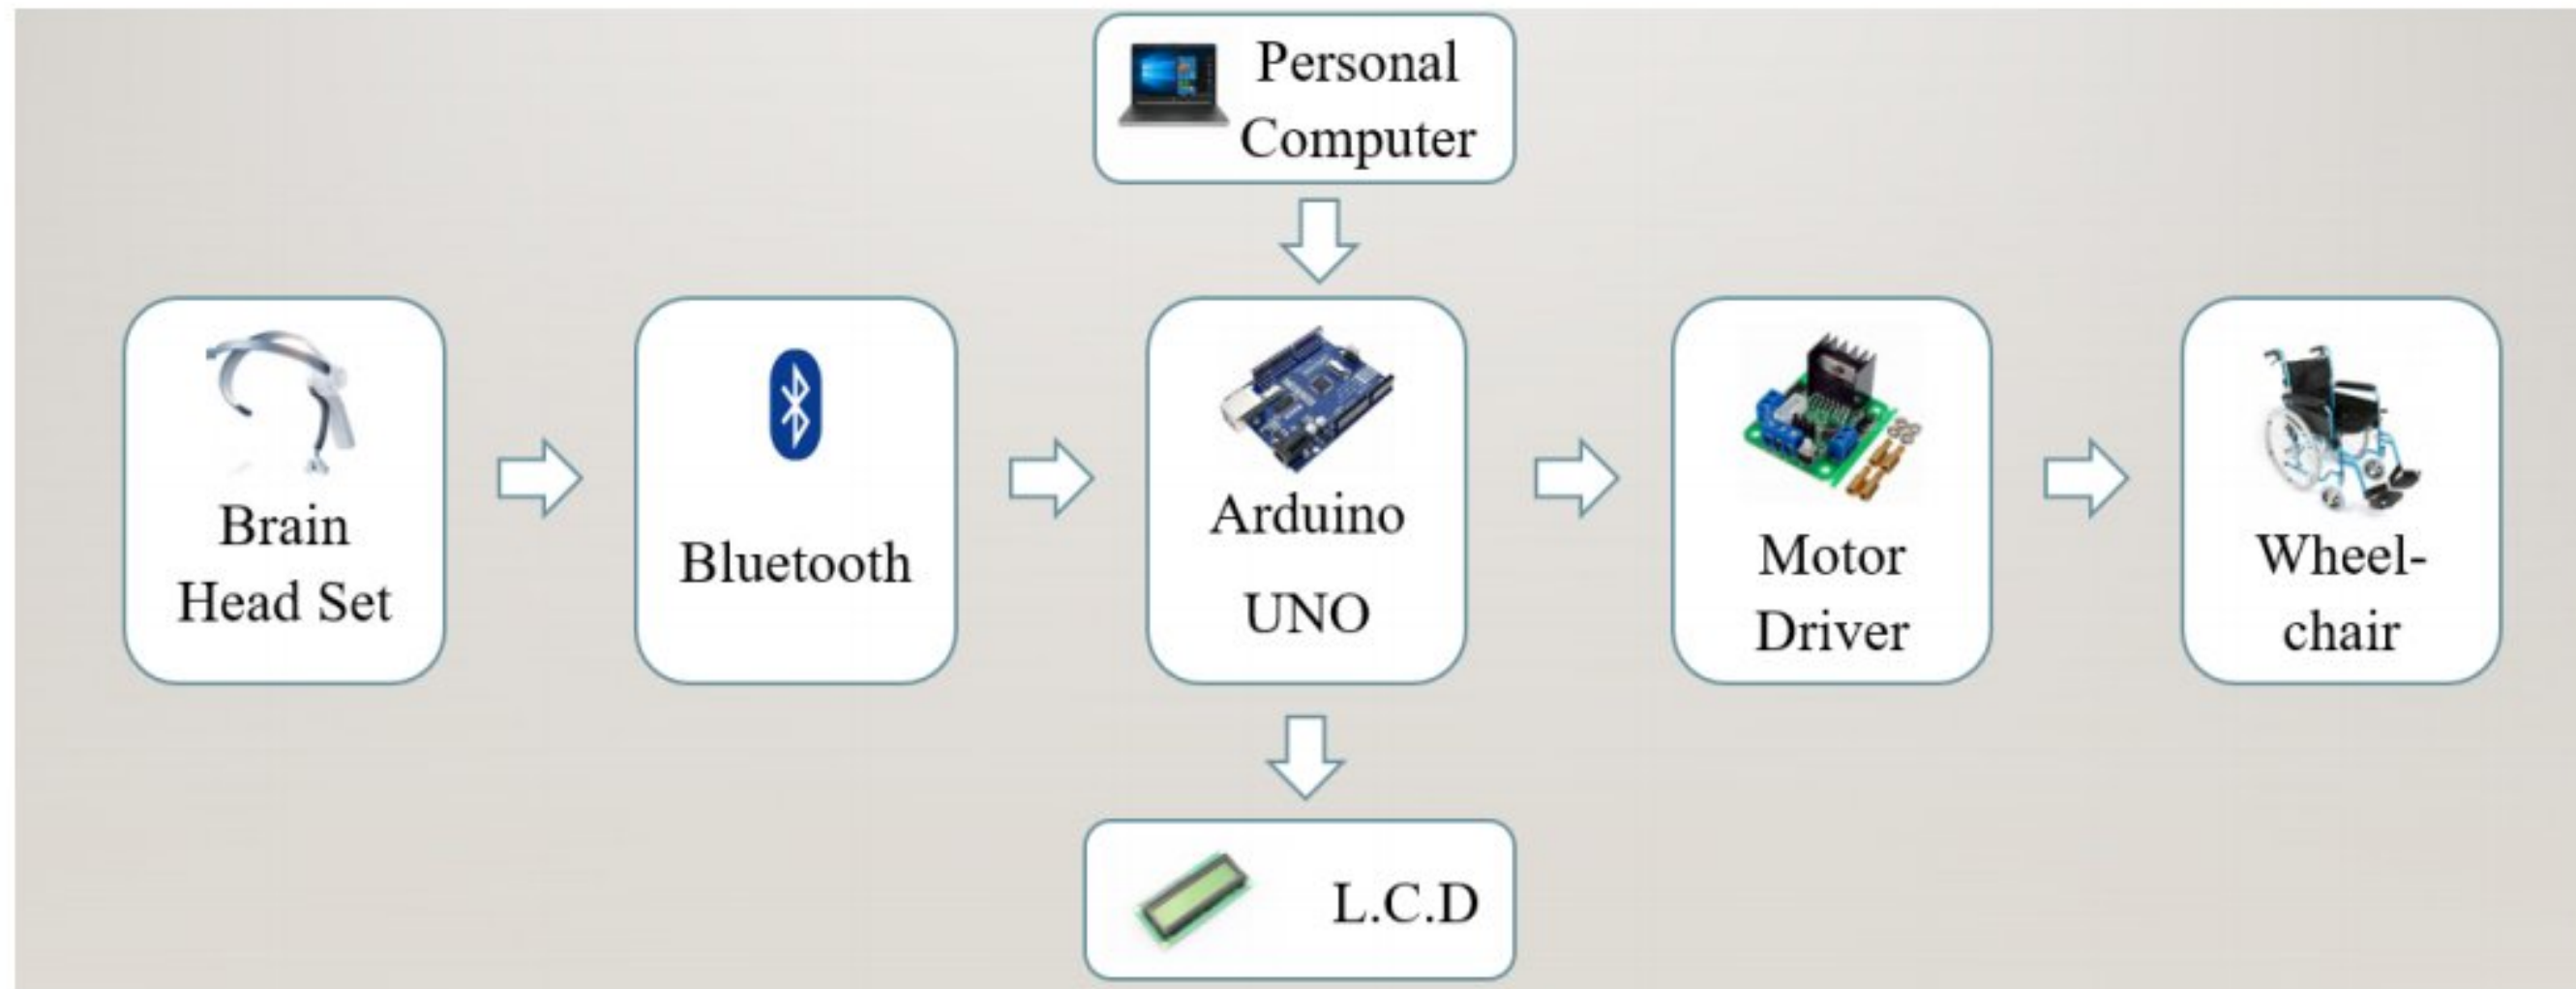 Personal
Computer
Brain
Head Set
Bluetooth
Arduino
UNO
Motor
Driver
Wheel-
chair
L.C.D